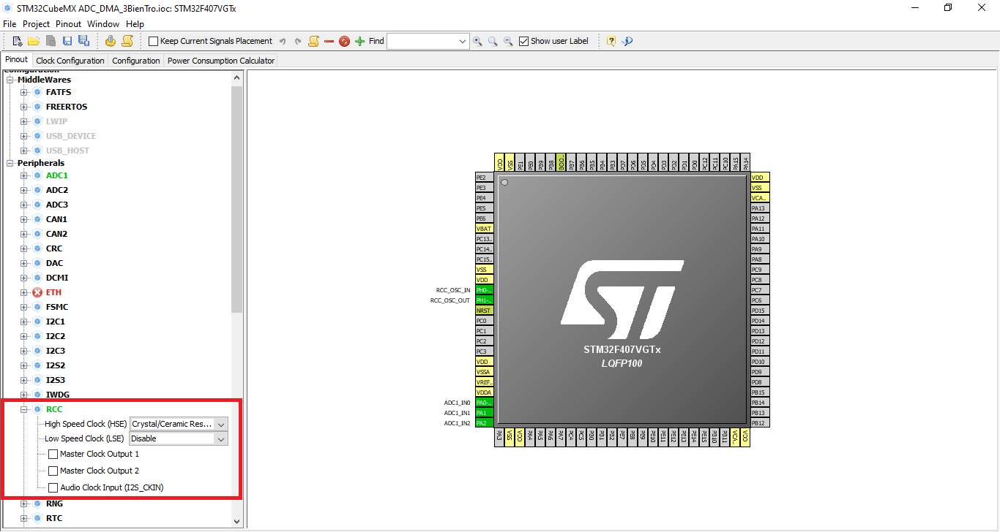 STM32CubeMX ADC_DMA_3BienTro.ioc: STM32F407VGTx
File Project Pinout Window Help
Keep Current Signals Placement Find Show user Label
Pinout Clock Configuration Configuration Power Consumption Calculator
Configuration
MiddleWares
FATFS
FREERTOS
LWIP
USB_DEVICE
USB_HOST
Peripherals
ADC1
ADC2
ADC3
CAN1
CAN2
CRC
DAC
DCMI
ETH
FSMC
I2C1
I2C2
I2C3
I2S2
I2S3
IWDG
RCC
High Speed Clock (HSE) Crystal/Ceramic Res...
Low Speed Clock (LSE) Disable
Master Clock Output 1
Master Clock Output 2
Audio Clock Input (I2S_CKIN)
RNG
RTC
VDD VSS PE1 PE0 PB9 PB8 BOO.. PB7 PB6 PB5 PB4 PB3 PD7 PD6 PD5 PD4 PD3 PD2 PD1 PD0 PC12 PC11 PC10 PA15 PA14
PE2
PE3
PE4
PE5
PE6
VBAT
PC13..
PC14..
PC15..
VSS
VDD
RCC_OSC_IN PH0-..
RCC_OSC_OUT PH1-..
NRST
PC0
PC1
PC2
PC3
VDD
VSSA
VREF..
VDDA
ADC1_IN0 PA0-..
ADC1_IN1 PA1
ADC1_IN2 PA2
ST
STM32F407VGTx
LQFP100
VDD
VSS
VCA..
PA13
PA12
PA11
PA10
PA9
PA8
PC9
PC8
PC7
PC6
PD15
PD14
PD13
PD12
PD11
PD10
PD9
PD8
PB15
PB14
PB13
PB12
PA3 VSS VDD PA4 PA5 PA6 PA7 PC4 PC5 PB0 PB1 PB2 PE7 PE8 PE9 PE10 PE11 PE12 PE13 PE14 PE15 PB10 PB11 VCA.. VDD